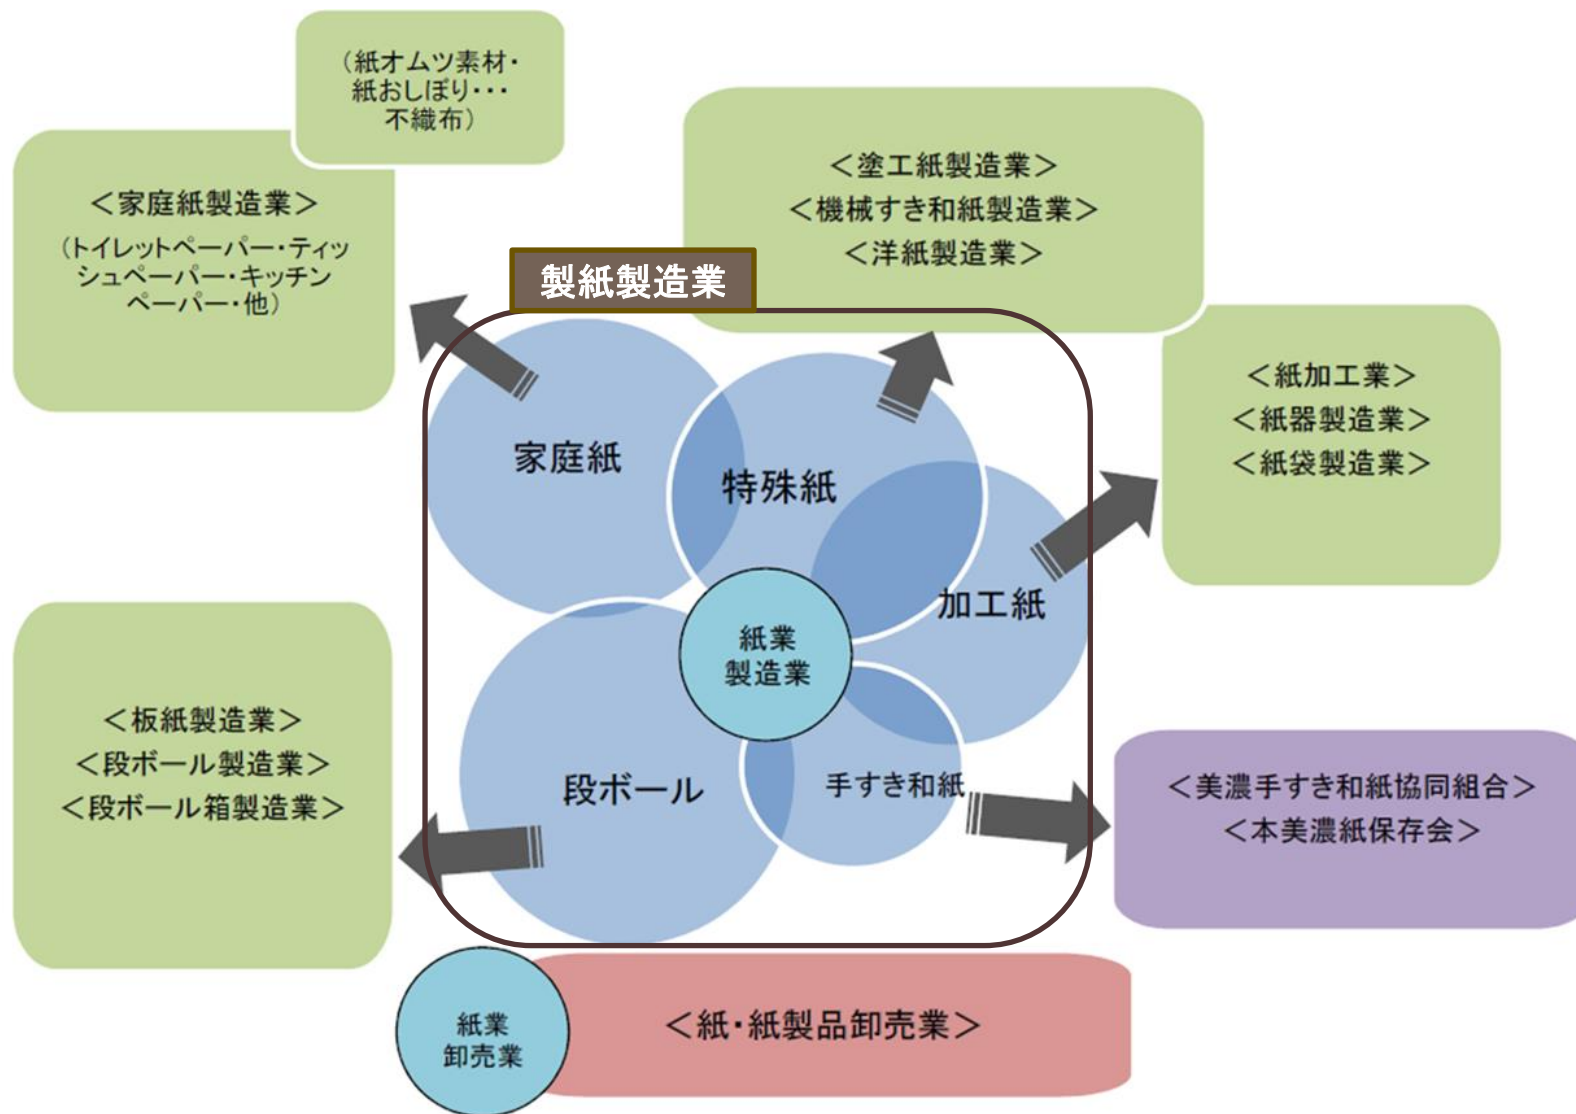 （紙オムツ素材・
紙おしぼり・・・
不織布）
＜家庭紙製造業＞
（トイレットペーパー・ティッ
シュペーパー・キッチン
ペーパー・他）
＜塗工紙製造業＞
＜機械すき和紙製造業＞
＜洋紙製造業＞
製紙製造業
＜紙加工業＞
＜紙器製造業＞
＜紙袋製造業＞
家庭紙
特殊紙
加工紙
紙業
製造業
段ボール
手すき和紙
＜板紙製造業＞
＜段ボール製造業＞
＜段ボール箱製造業＞
＜美濃手すき和紙協同組合＞
＜本美濃紙保存会＞
紙業
卸売業
＜紙・紙製品卸売業＞